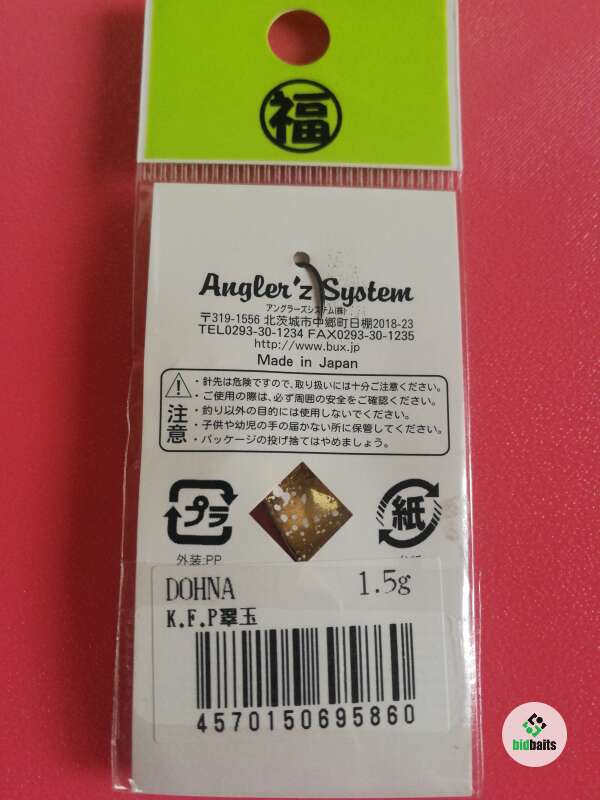 福
Angler'z System
アングラーズシステム(株)
〒319-1556 北茨城市中郷町日棚2018-23
TEL0293-30-1234 FAX0293-30-1235
http://www.bux.jp
Made in Japan
注意
・針先は危険ですので、取り扱いには十分ご注意ください。
・ご使用の際は、必ず周囲の安全をご確認ください。
・釣り以外の目的には使用しないでください。
・子供や幼児の手の届かない所に保管してください。
・パッケージの投げ捨てはやめましょう。
プラ
紙
外装:PP
DOHNA 1.5g
K.F.P翠玉
4570150695860
bidbaits